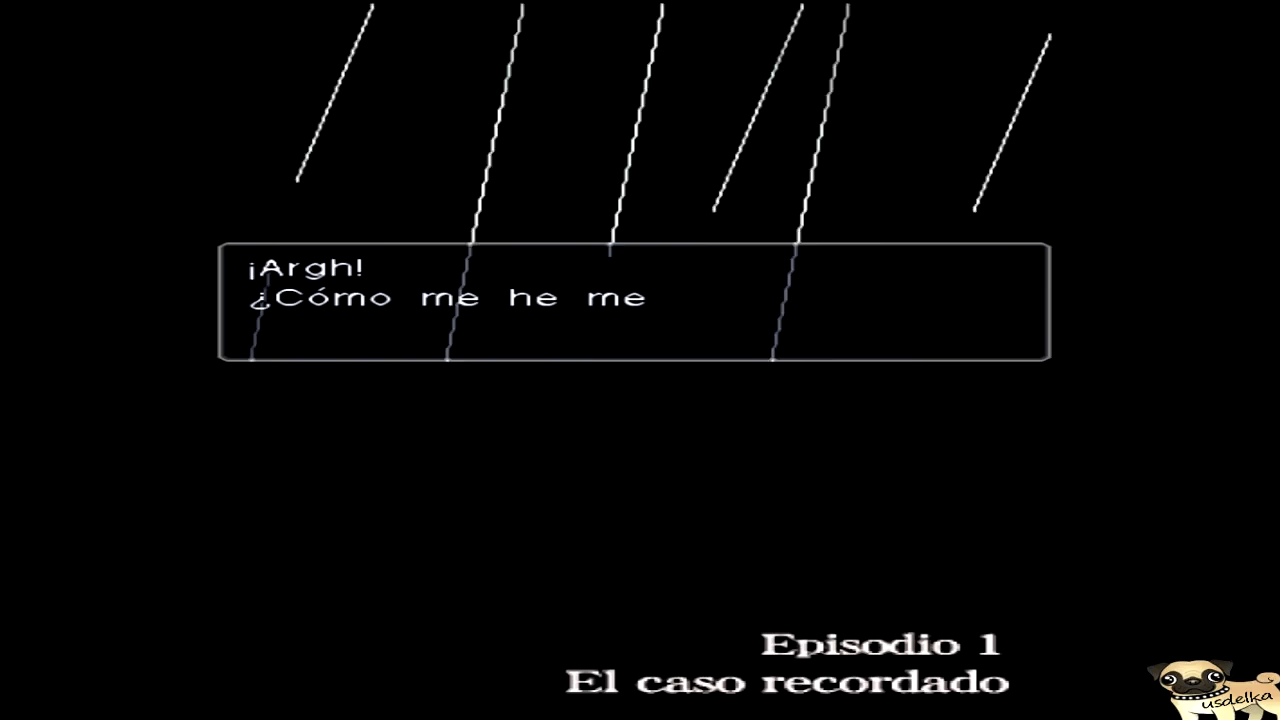 ¡Argh!
¿Cómo me he me
Episodio 1
El caso recordado
usdelka